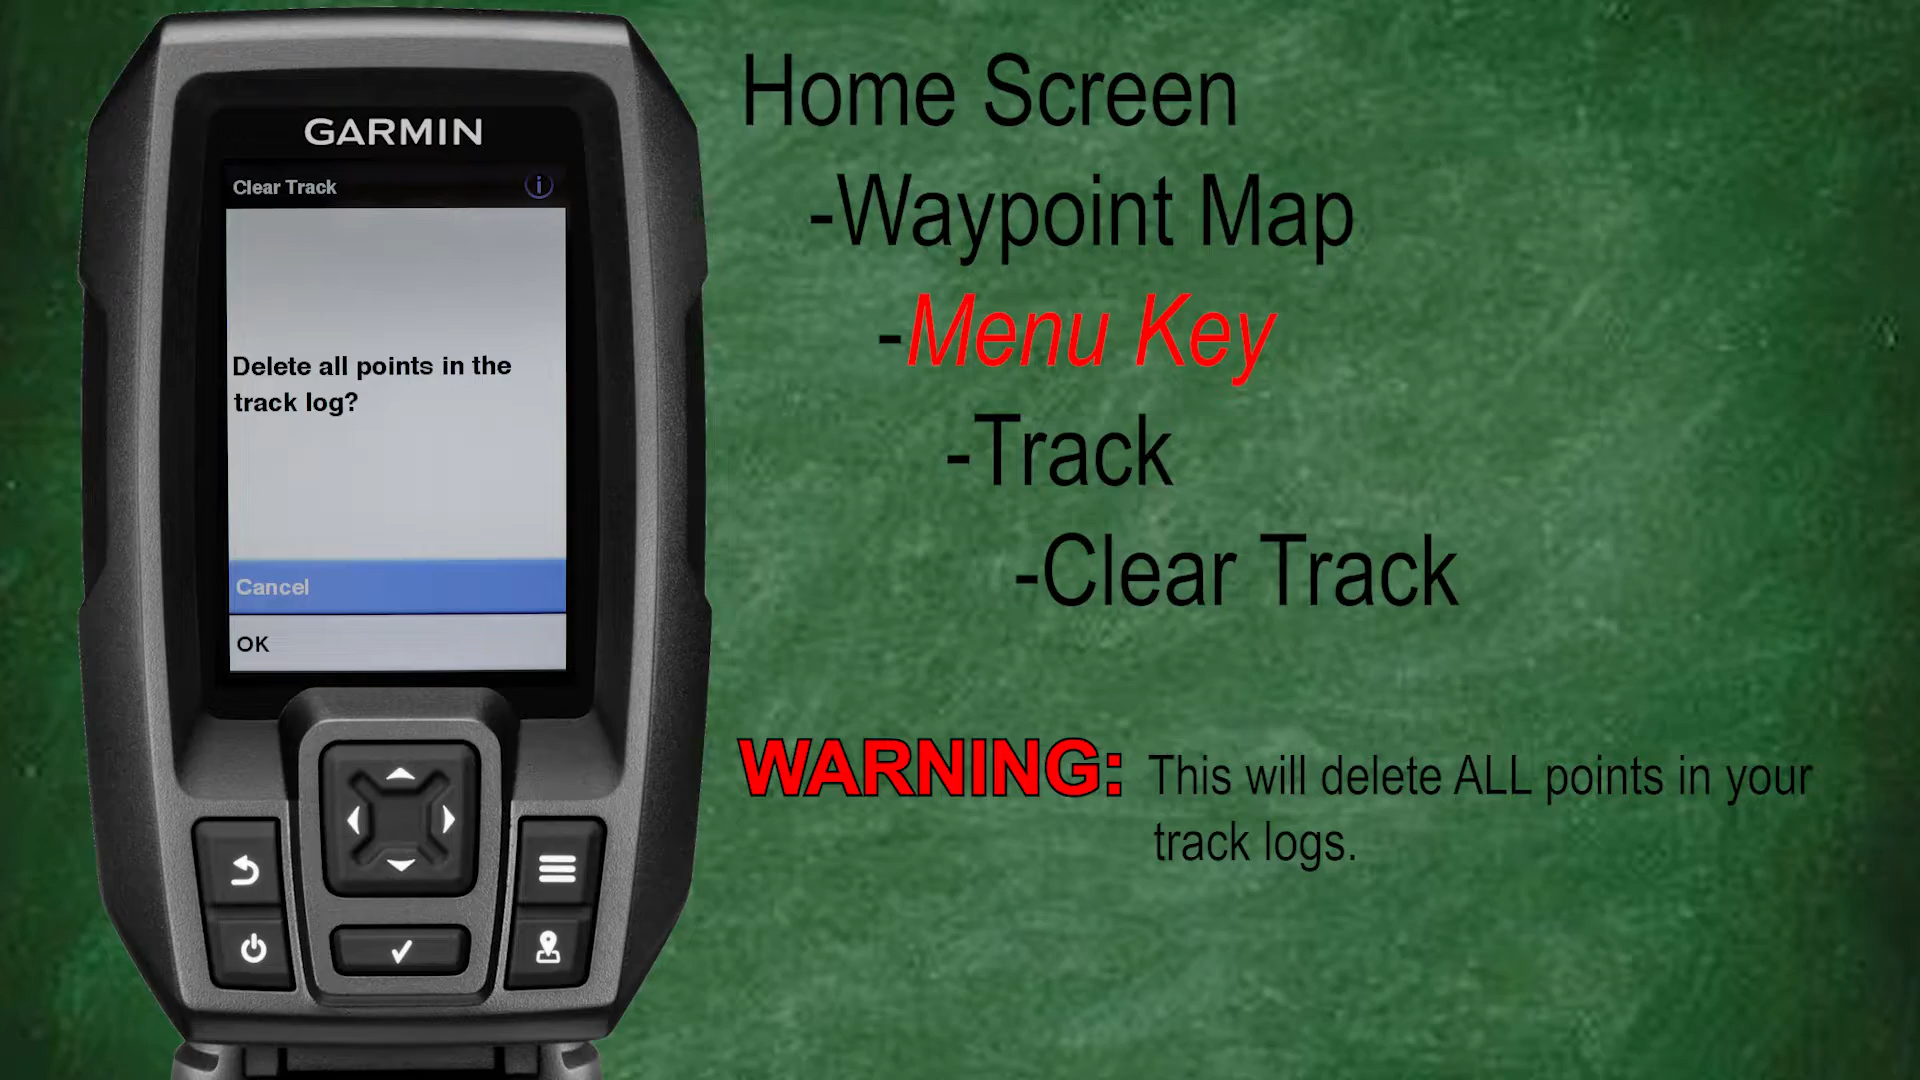 GARMIN
Clear Track
Delete all points in the
track log?
Cancel
OK
Home Screen
-Waypoint Map
-Menu Key
-Track
-Clear Track
WARNING: This will delete ALL points in your
track logs.